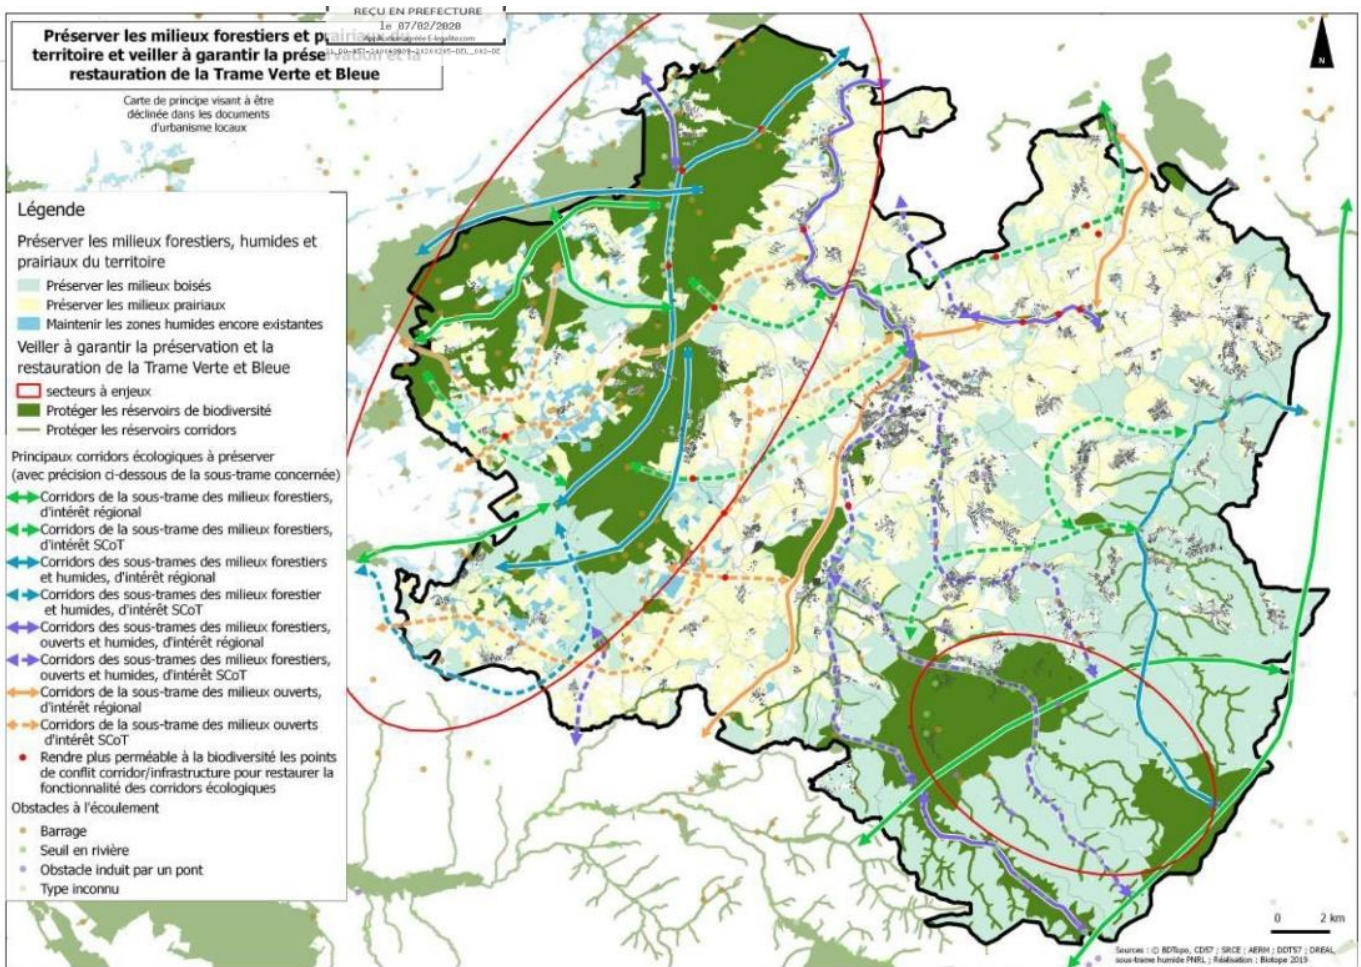 REÇU EN PREFECTURE
le 07/02/2020
Application agréée E-legalite.com
Préserver les milieux forestiers et prairiaux du
territoire et veiller à garantir la préservation et la
restauration de la Trame Verte et Bleue
Carte de principe visant à être
déclinée dans les documents
d'urbanisme locaux
N
Légende
Préserver les milieux forestiers, humides et
prairiaux du territoire
Préserver les milieux boisés
Préserver les milieux prairiaux
Maintenir les zones humides encore existantes
Veiller à garantir la préservation et la
restauration de la Trame Verte et Bleue
secteurs à enjeux
Protéger les réservoirs de biodiversité
Protéger les réservoirs corridors
Principaux corridors écologiques à préserver
(avec précision ci-dessous de la sous-trame concernée)
Corridors de la sous-trame des milieux forestiers,
d'intérêt régional
Corridors de la sous-trame des milieux forestiers,
d'intérêt SCoT
Corridors des sous-trames des milieux forestiers
et humides, d'intérêt régional
Corridors des sous-trames des milieux forestier
et humides, d'intérêt SCoT
Corridors des sous-trames des milieux forestiers,
ouverts et humides, d'intérêt régional
Corridors des sous-trames des milieux forestiers,
ouverts et humides, d'intérêt SCoT
Corridors de la sous-trame des milieux ouverts,
d'intérêt régional
Corridors de la sous-trame des milieux ouverts
d'intérêt SCoT
Rendre plus perméable à la biodiversité les points
de conflit corridor/infrastructure pour restaurer la
fonctionnalité des corridors écologiques
Obstacles à l'écoulement
Barrage
Seuil en rivière
Obstacle induit par un pont
Type inconnu
0 2 km
Sources : © BDTopo, CD57 ; SRCE ; AERM ; DDT57 ; DREAL,
sous-trame humide PNRL ; Réalisation : Biotope 2019